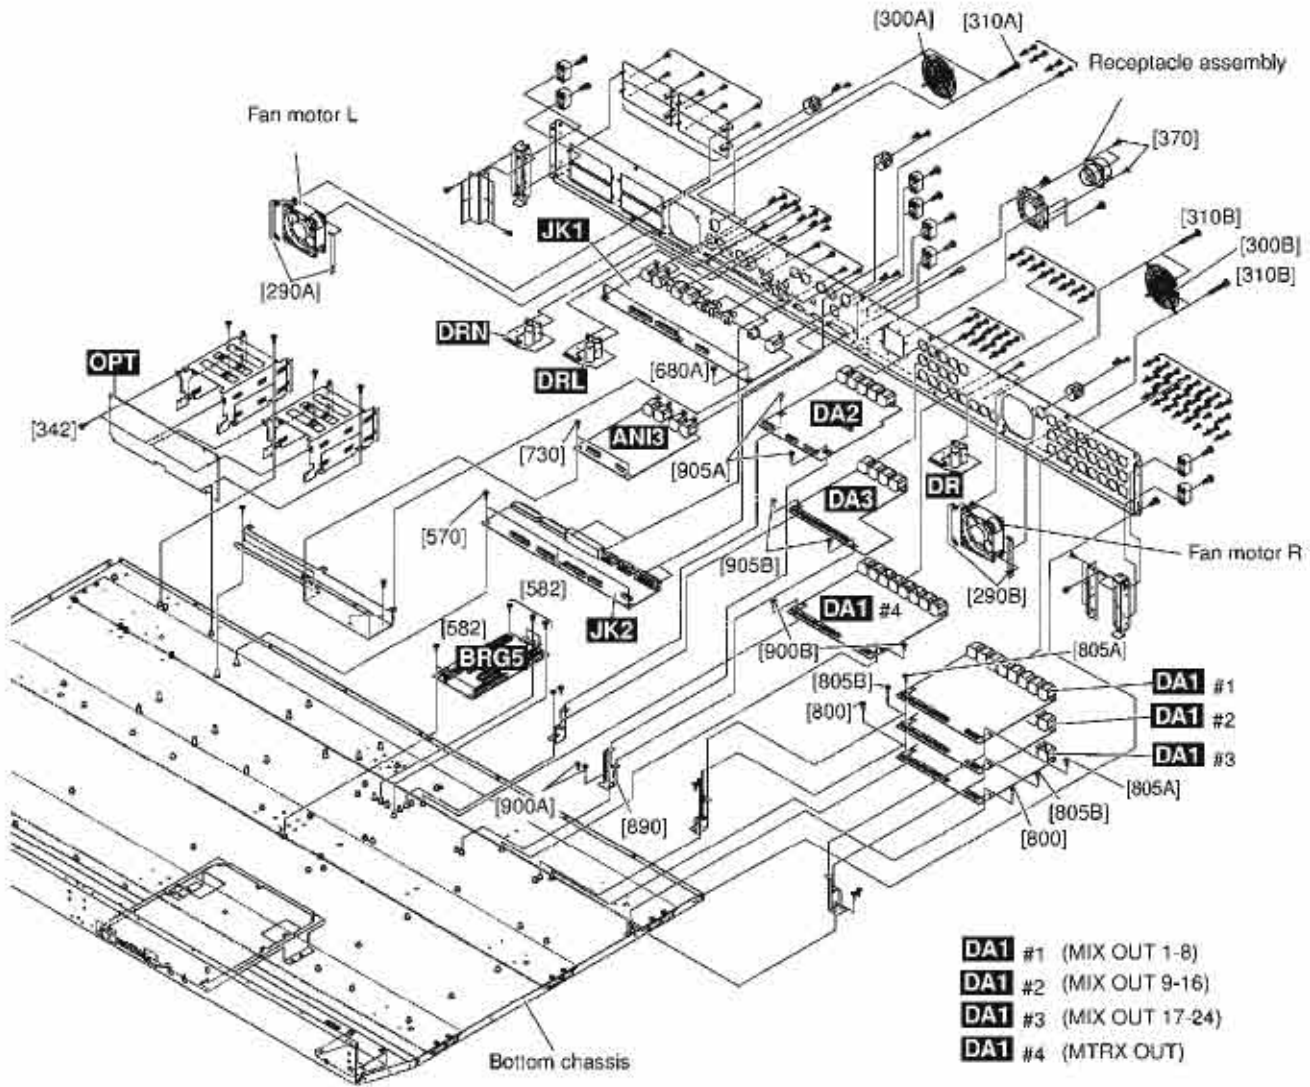 [300A]
[310A]
Receptacle assembly
Fan motor L
[370]
[310B]
[300B]
[310B]
JK1
[290A]
DRN
OPT
DRL
[680A]
DA2
[342]
ANI3
[730]
[905A]
DR
DA3
[570]
Fan motor R
[905B]
[582]
[290B]
DA1 #4
JK2
[582]
BRG5
[900B]
[805A]
[805B]
DA1 #1
[800]
DA1 #2
DA1 #3
[805A]
[900A]
[805B]
[890]
[800]
DA1 #1 (MIX OUT 1-8)
DA1 #2 (MIX OUT 9-16)
DA1 #3 (MIX OUT 17-24)
DA1 #4 (MTRX OUT)
Bottom chassis